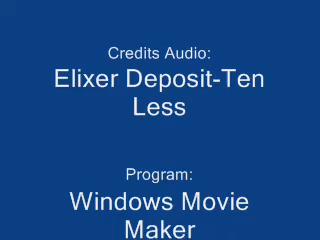 Credits Audio:
Elixer Deposit-Ten
Less
Program:
Windows Movie
Maker